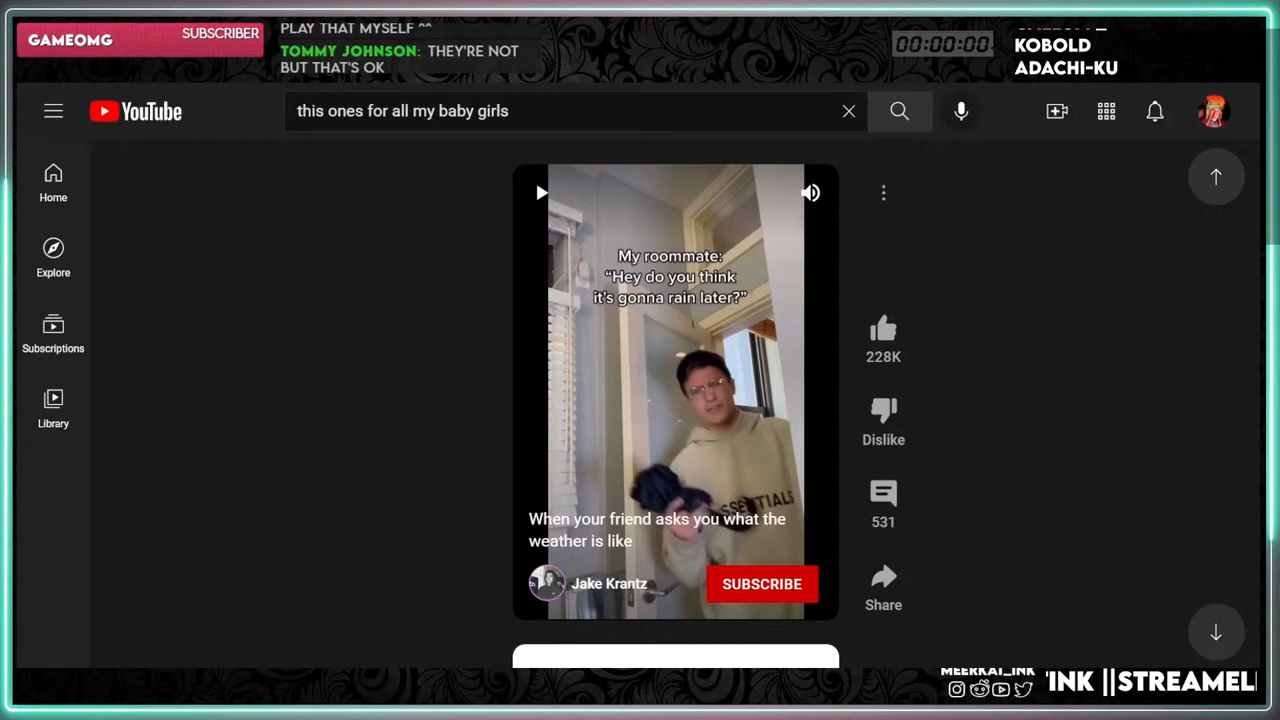 GAMEOMG
SUBSCRIBER
PLAY THAT MYSELF ^^
TOMMY JOHNSON: THEY'RE NOT
BUT THAT'S OK
00:00:00
KOBOLD
ADACHI-KU
YouTube
this ones for all my baby girls
Home
Explore
Subscriptions
Library
My roommate:
“Hey do you think
it's gonna rain later?”
ESSENTIALS
When your friend asks you what the
weather is like
Jake Krantz
SUBSCRIBE
228K
Dislike
531
Share
MEERKAT_INK
INK ||STREAMEL